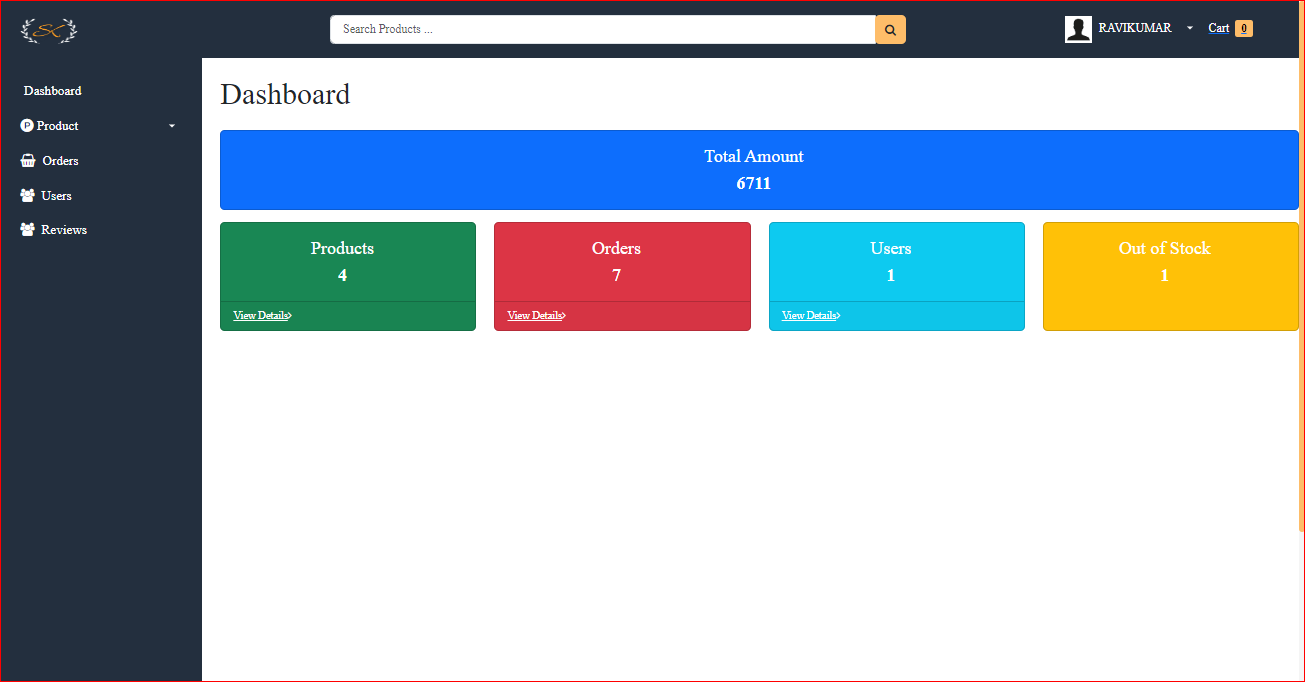 SK
Search Products ...
RAVIKUMAR
Cart 0
Dashboard
P Product
Orders
Users
Reviews
Dashboard
Total Amount
6711
Products
4
View Details
Orders
7
View Details
Users
1
View Details
Out of Stock
1